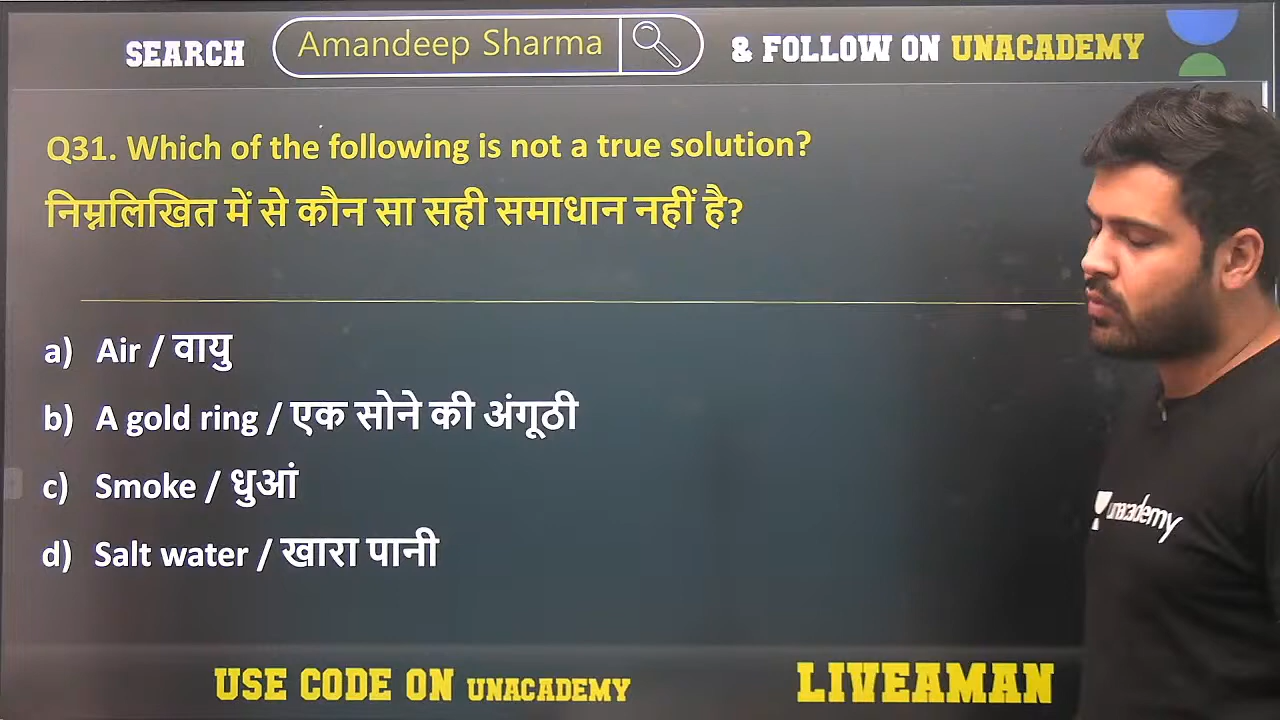 SEARCH Amandeep Sharma & FOLLOW ON UNACADEMY
Q31. Which of the following is not a true solution?
निम्नलिखित में से कौन सा सही समाधान नहीं है?
a) Air / वायु
b) A gold ring / एक सोने की अंगूठी
c) Smoke / धुआं
d) Salt water / खारा पानी
unacademy
USE CODE ON UNACADEMY LIVEAMAN